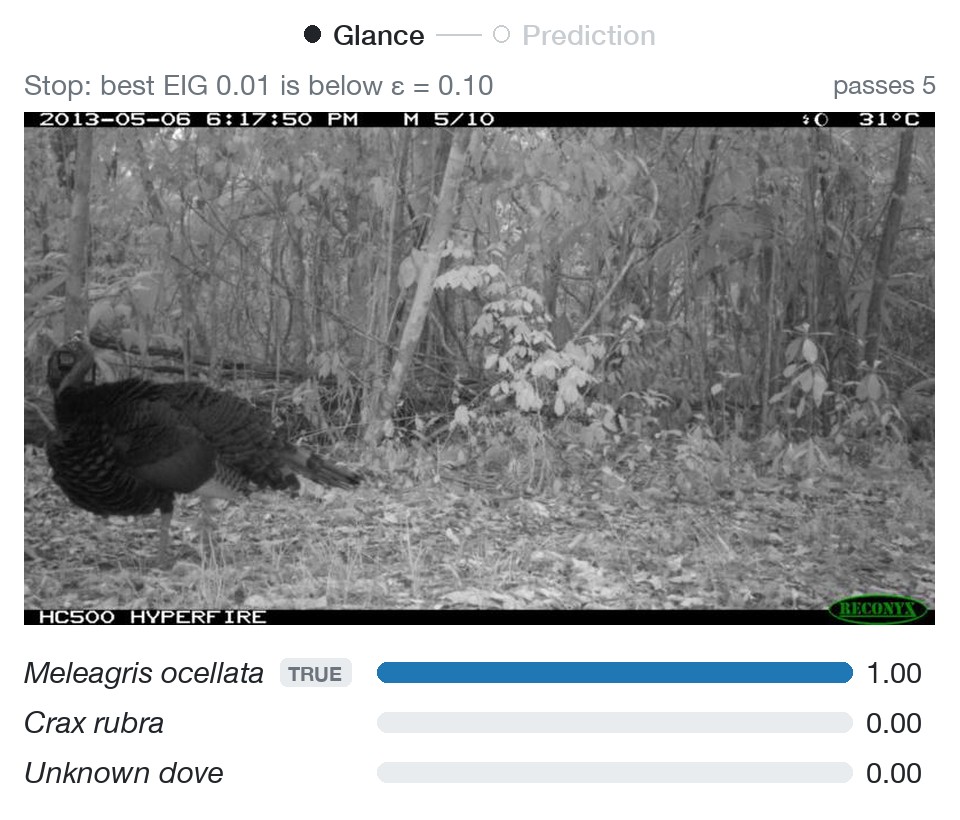 Glance Prediction
Stop: best EIG 0.01 is below ε = 0.10 passes 5
2013-05-06 6:17:50 PM M 5/10 31°C
HC500 HYPERFIRE RECONYX
Meleagris ocellata TRUE 1.00
Crax rubra 0.00
Unknown dove 0.00